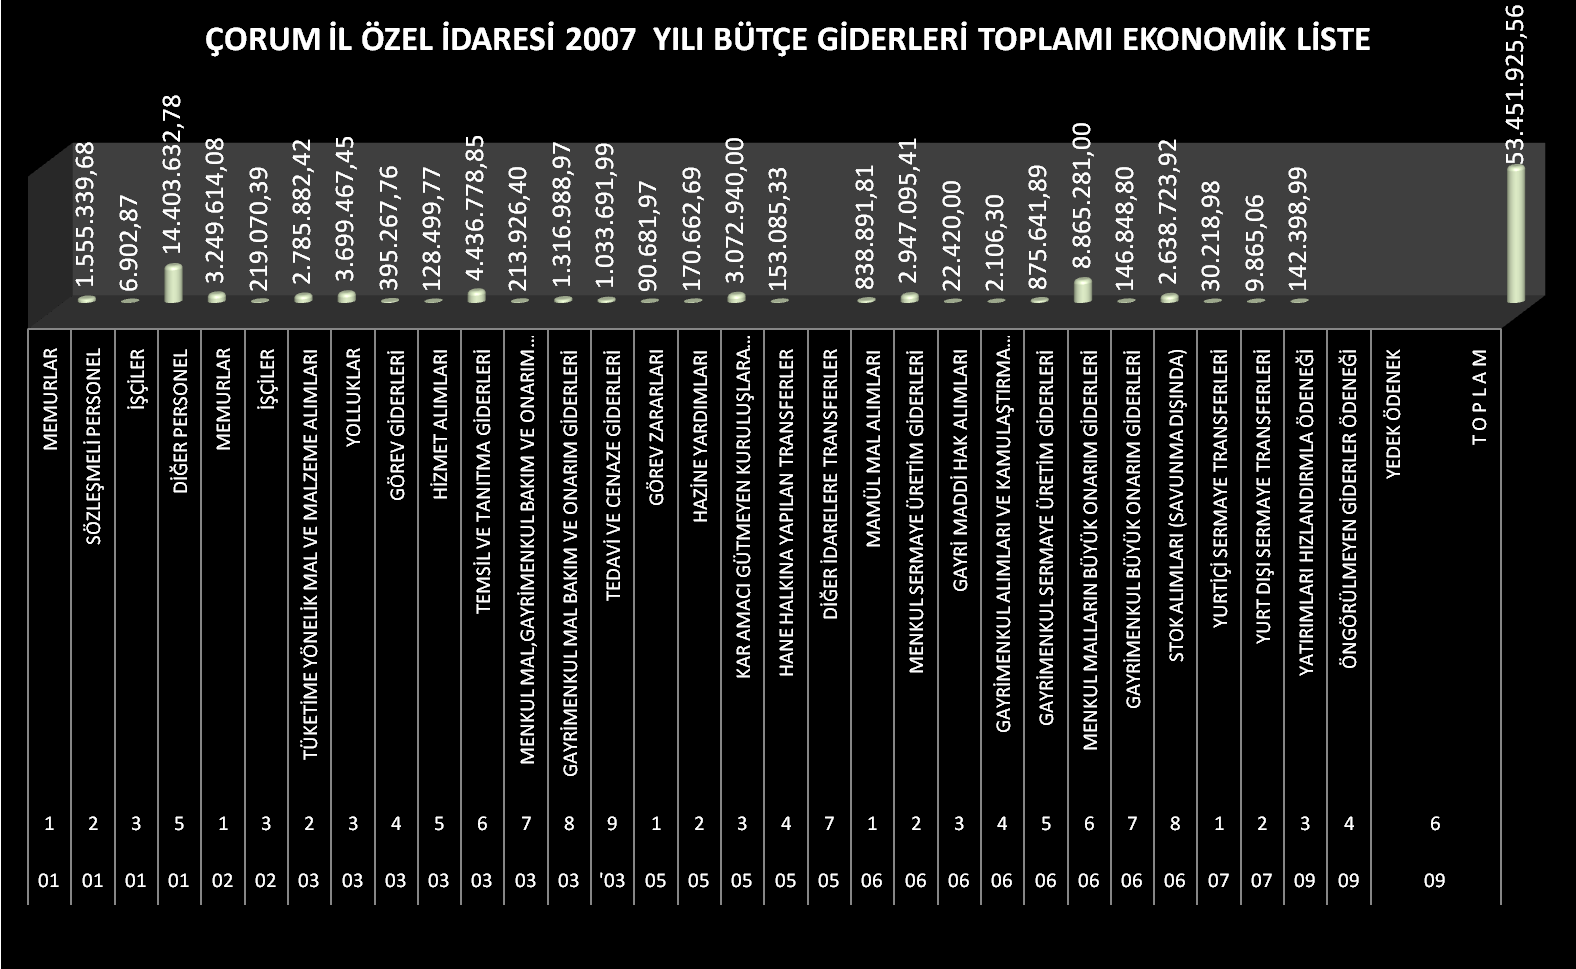 ÇORUM İL ÖZEL İDARESİ 2007 YILI BÜTÇE GİDERLERİ TOPLAMI EKONOMİK LİSTE
1.555.339,68
6.902,87
14.403.632,78
3.249.614,08
219.070,39
2.785.882,42
3.699.467,45
395.267,76
128.499,77
4.436.778,85
213.926,40
1.316.988,97
1.033.691,99
90.681,97
170.662,69
3.072.940,00
153.085,33
838.891,81
2.947.095,41
22.420,00
2.106,30
875.641,89
8.865.281,00
146.848,80
2.638.723,92
30.218,98
9.865,06
142.398,99
53.451.925,56
MEMURLAR
SÖZLEŞMELİ PERSONEL
İŞÇİLER
DİĞER PERSONEL
MEMURLAR
İŞÇİLER
TÜKETİME YÖNELİK MAL VE MALZEME ALIMLARI
YOLLUKLAR
GÖREV GİDERLERİ
HİZMET ALIMLARI
TEMSİL VE TANITMA GİDERLERİ
MENKUL MAL,GAYRİMENKUL BAKIM VE ONARIM...
GAYRİMENKUL MAL BAKIM VE ONARIM GİDERLERİ
TEDAVİ VE CENAZE GİDERLERİ
GÖREV ZARARLARI
HAZİNE YARDIMLARI
KAR AMACI GÜTMEYEN KURULUŞLARA...
HANE HALKINA YAPILAN TRANSFERLER
DİĞER İDARELERE TRANSFERLER
MAMÜL MAL ALIMLARI
MENKUL SERMAYE ÜRETİM GİDERLERİ
GAYRİ MADDİ HAK ALIMLARI
GAYRİMENKUL ALIMLARI VE KAMULAŞTIRMA...
GAYRİMENKUL SERMAYE ÜRETİM GİDERLERİ
MENKUL MALLARIN BÜYÜK ONARIM GİDERLERİ
GAYRİMENKUL BÜYÜK ONARIM GİDERLERİ
STOK ALIMLARI (SAVUNMA DIŞINDA)
YURTİÇİ SERMAYE TRANSFERLERİ
YURT DIŞI SERMAYE TRANSFERLERİ
YATIRIMLARI HIZLANDIRMLA ÖDENEĞİ
ÖNGÖRÜLMEYEN GİDERLER ÖDENEĞİ
YEDEK ÖDENEK
T O P L A M
1 2 3 5 1 3 2 3 4 5 6 7 8 9 1 2 3 4 7 1 2 3 4 5 6 7 8 1 2 3 4 6
01 01 01 01 02 02 03 03 03 03 03 03 03 '03 05 05 05 05 05 06 06 06 06 06 06 06 06 07 07 09 09 09